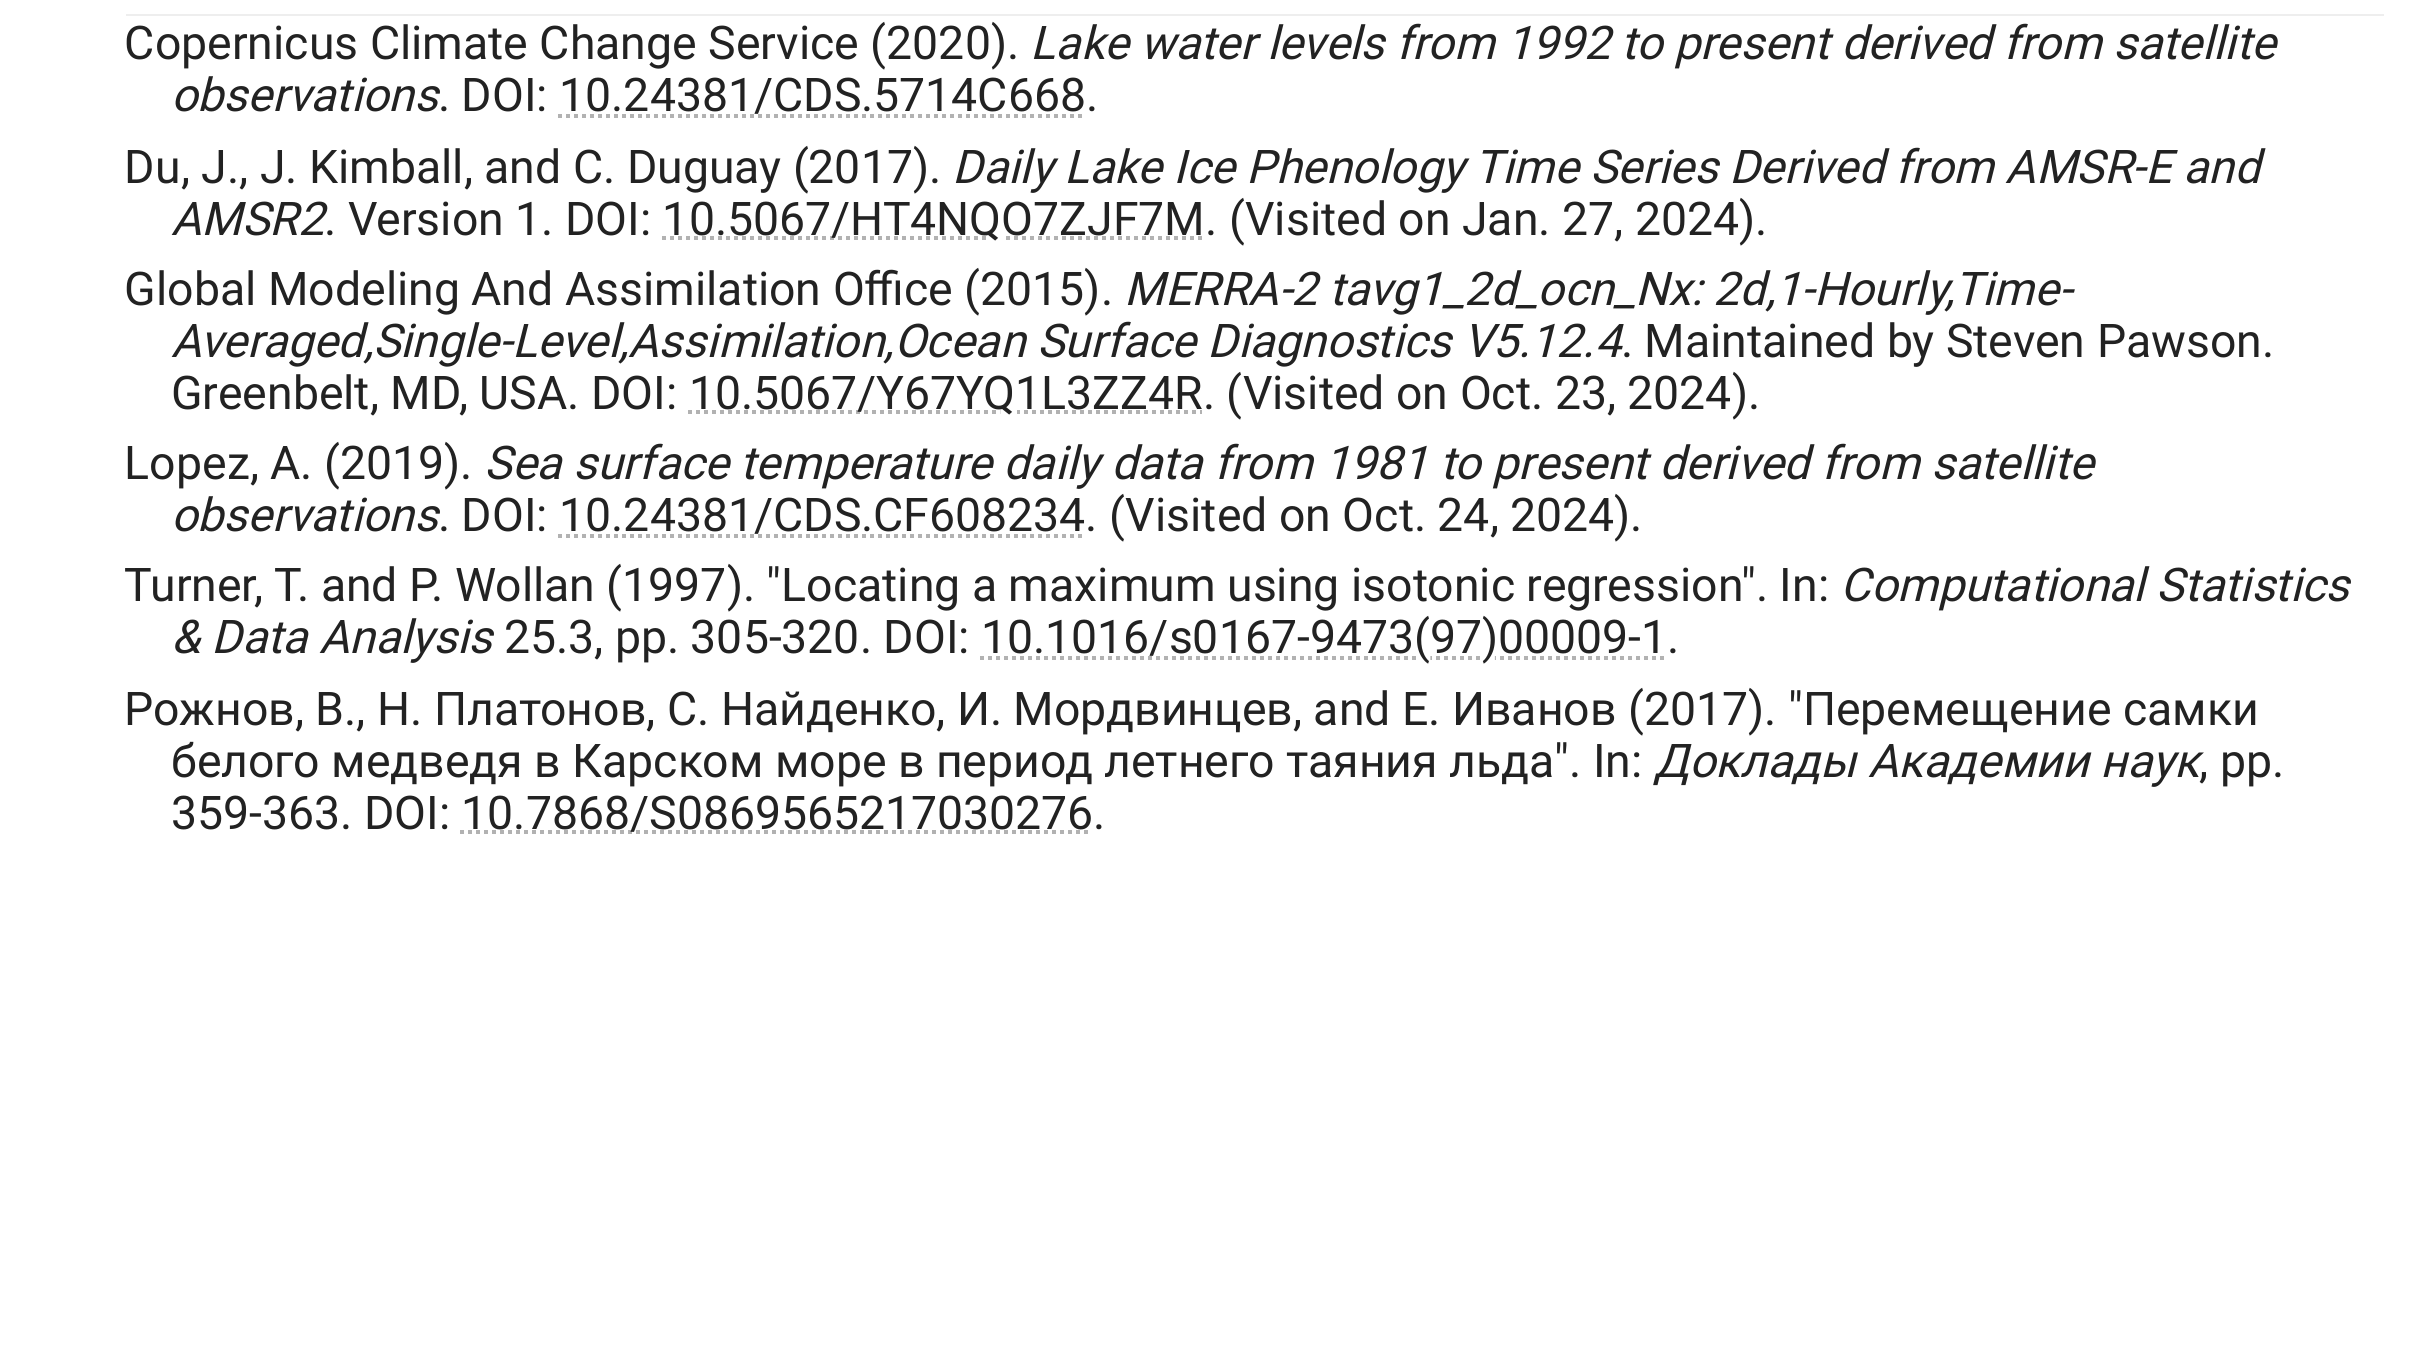 Copernicus Climate Change Service (2020). Lake water levels from 1992 to present derived from satellite
observations. DOI: 10.24381/CDS.5714C668.
Du, J., J. Kimball, and C. Duguay (2017). Daily Lake Ice Phenology Time Series Derived from AMSR-E and
AMSR2. Version 1. DOI: 10.5067/HT4NQO7ZJF7M. (Visited on Jan. 27, 2024).
Global Modeling And Assimilation Office (2015). MERRA-2 tavg1_2d_ocn_Nx: 2d,1-Hourly,Time-
Averaged,Single-Level,Assimilation,Ocean Surface Diagnostics V5.12.4. Maintained by Steven Pawson.
Greenbelt, MD, USA. DOI: 10.5067/Y67YQ1L3ZZ4R. (Visited on Oct. 23, 2024).
Lopez, A. (2019). Sea surface temperature daily data from 1981 to present derived from satellite
observations. DOI: 10.24381/CDS.CF608234. (Visited on Oct. 24, 2024).
Turner, T. and P. Wollan (1997). "Locating a maximum using isotonic regression". In: Computational Statistics
& Data Analysis 25.3, pp. 305-320. DOI: 10.1016/s0167-9473(97)00009-1.
Рожнов, В., Н. Платонов, С. Найденко, И. Мордвинцев, and Е. Иванов (2017). "Перемещение самки
белого медведя в Карском море в период летнего таяния льда". In: Доклады Академии наук, pp.
359-363. DOI: 10.7868/S0869565217030276.